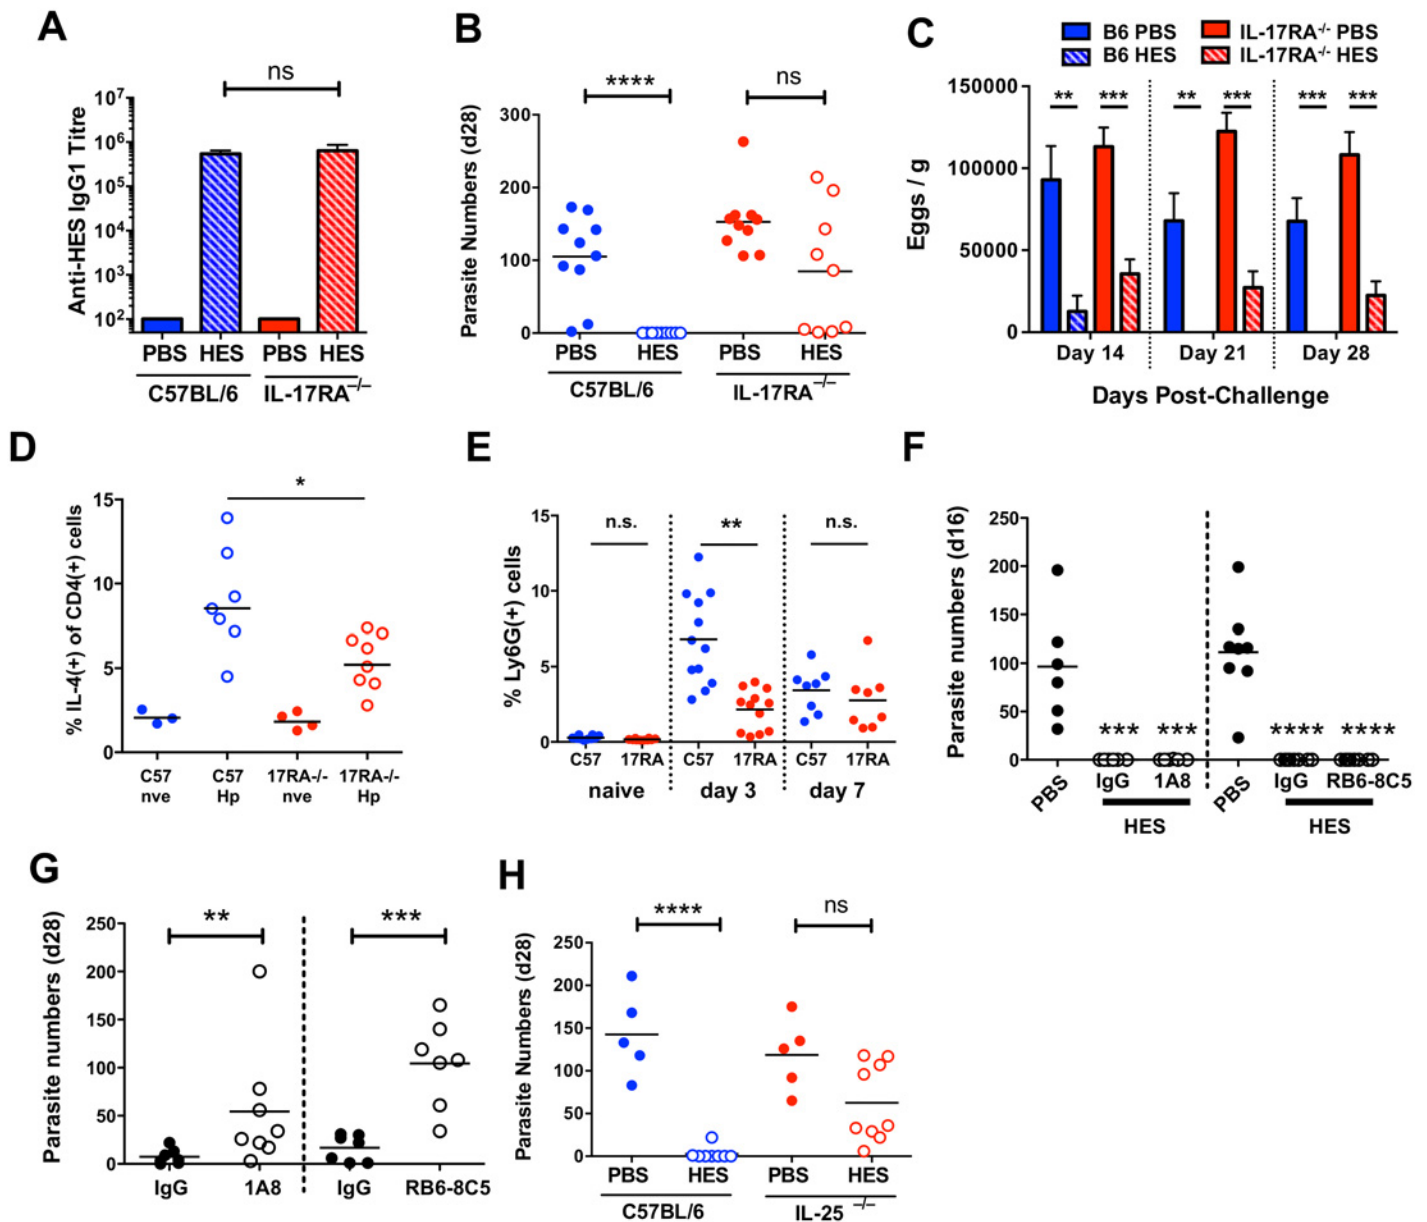 A
ns
Anti-HES IgG1 Titre
10⁷
10⁶
10⁵
10⁴
10³
10²
PBS HES PBS HES
C57BL/6 IL-17RA⁻/⁻
B
**** ns
Parasite Numbers (d28)
300
200
100
0
PBS HES PBS HES
C57BL/6 IL-17RA⁻/⁻
C
B6 PBS IL-17RA⁻/⁻ PBS
B6 HES IL-17RA⁻/⁻ HES
Eggs / g
150000
100000
50000
0
** *** ** *** *** ***
Day 14 Day 21 Day 28
Days Post-Challenge
D
*
% IL-4(+) of CD4(+) cells
15
10
5
0
C57 C57 17RA-/- 17RA-/-
nve Hp nve Hp
E
% Ly6G(+) cells
15
10
5
0
n.s. ** n.s.
C57 17RA C57 17RA C57 17RA
naive day 3 day 7
F
Parasite numbers (d16)
250
200
150
100
50
0
*** *** **** ****
PBS IgG 1A8 PBS IgG RB6-8C5
HES HES
G
** ***
Parasite numbers (d28)
250
200
150
100
50
0
IgG 1A8 IgG RB6-8C5
H
**** ns
Parasite Numbers (d28)
250
200
150
100
50
0
PBS HES PBS HES
C57BL/6 IL-25 ⁻/⁻